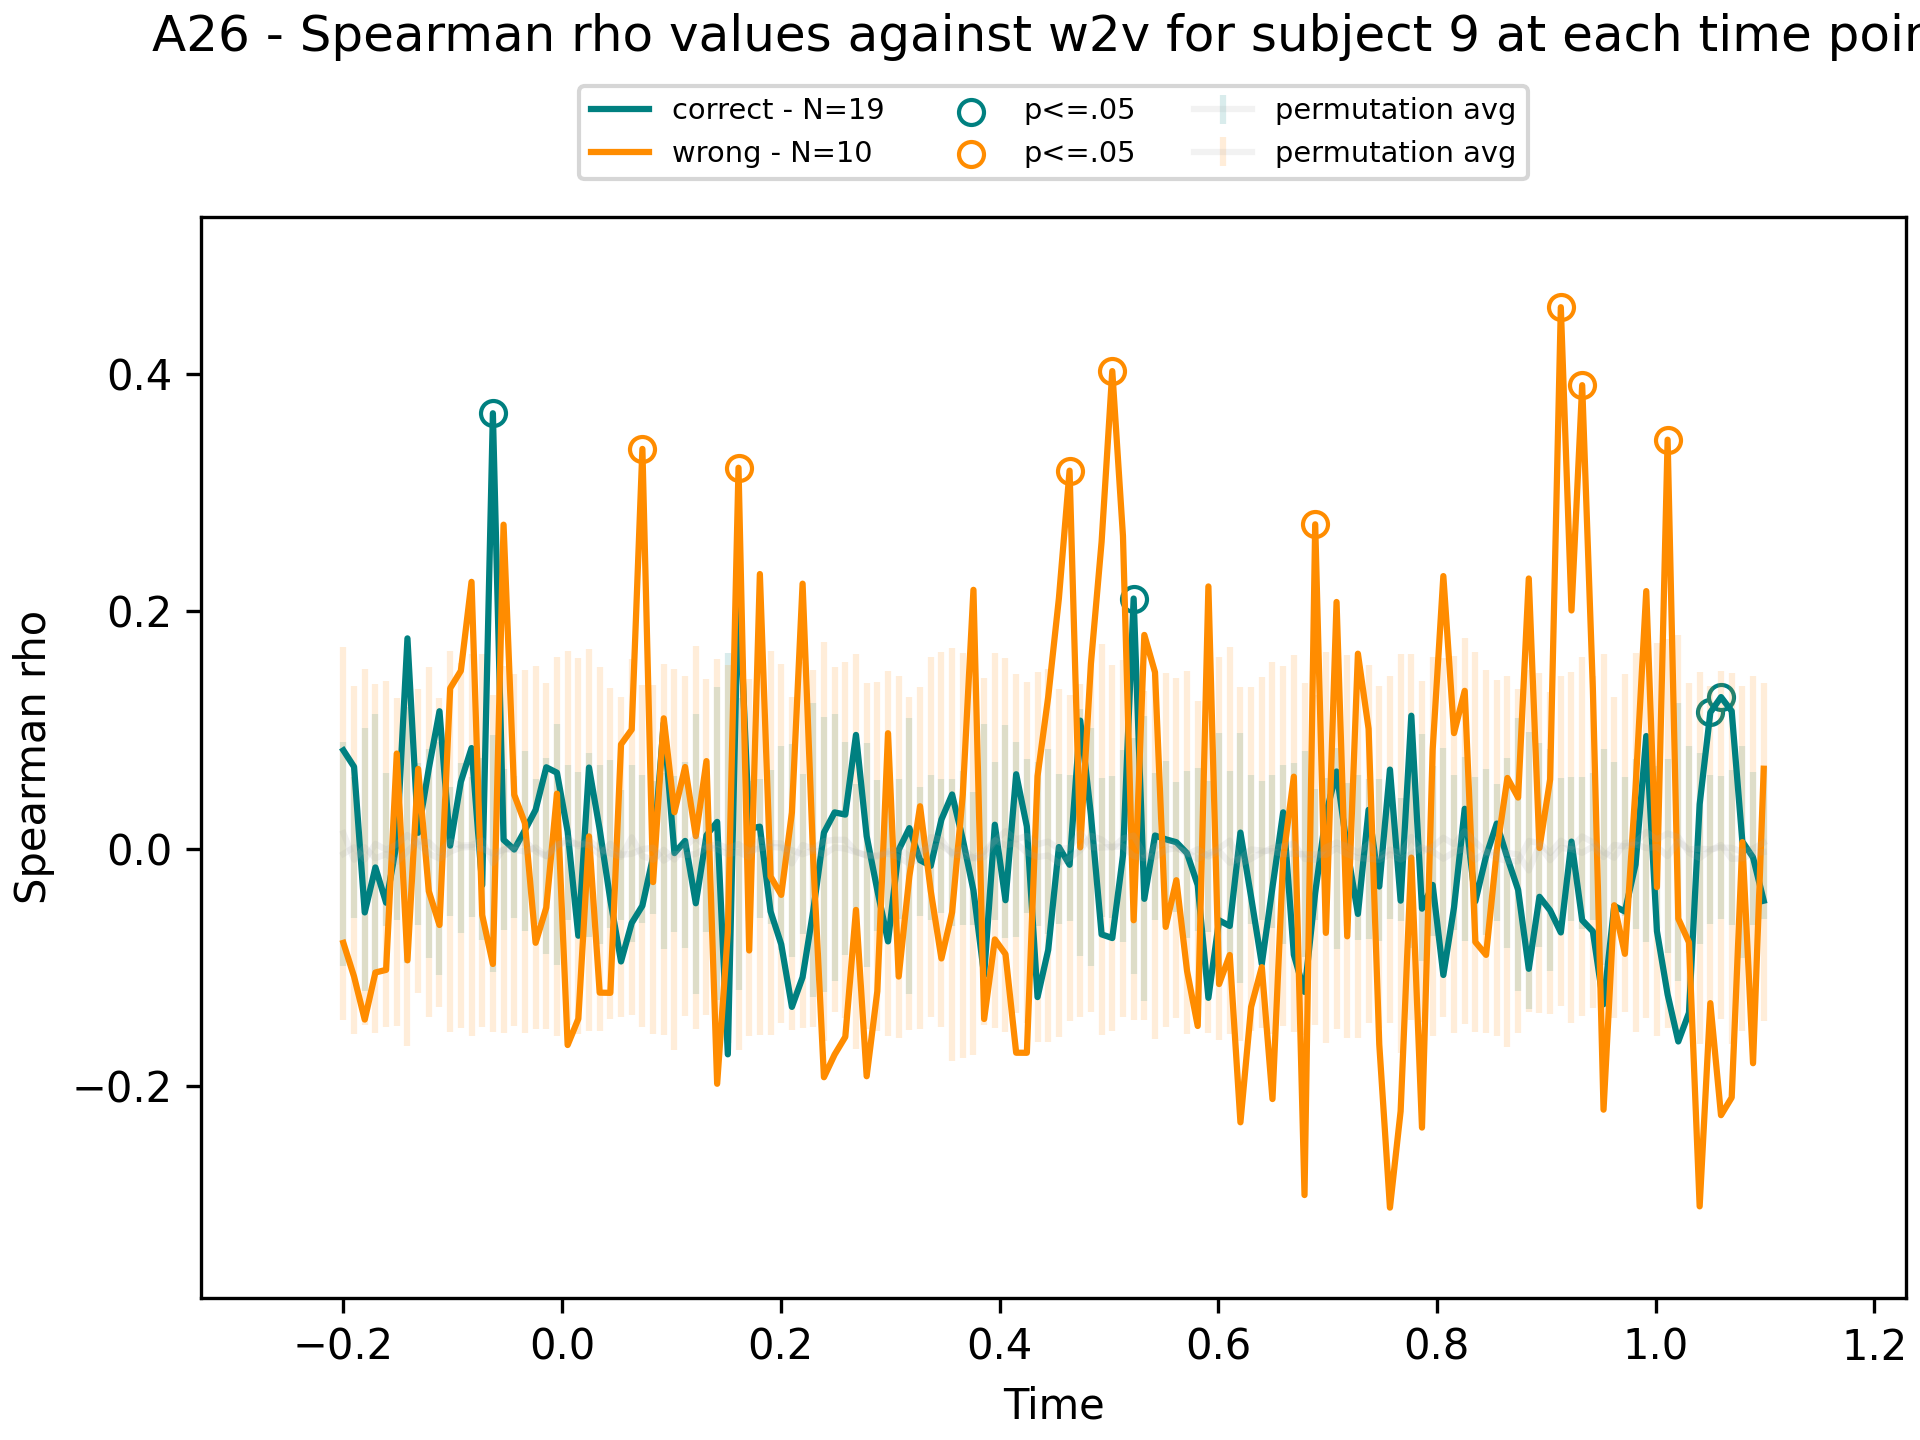 A26 - Spearman rho values against w2v for subject 9 at each time poin
correct - N=19
wrong - N=10
p<=.05
p<=.05
permutation avg
permutation avg
Spearman rho
0.4
0.2
0.0
−0.2
−0.2 0.0 0.2 0.4 0.6 0.8 1.0 1.2
Time